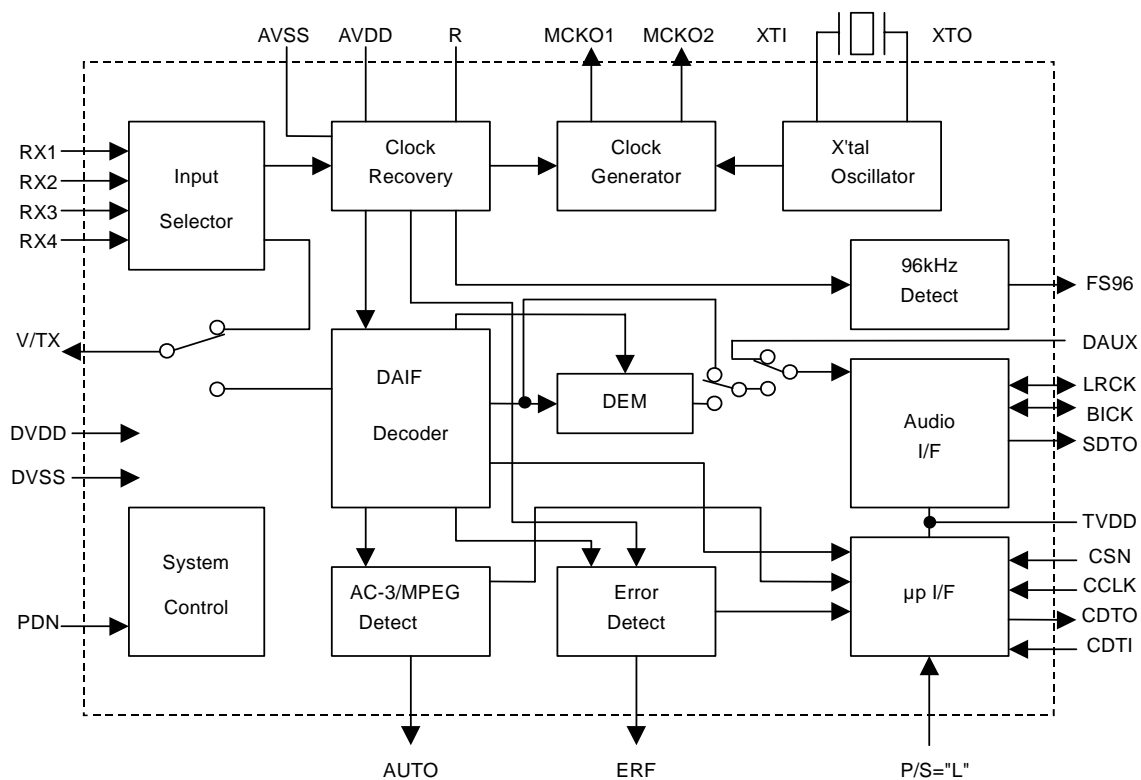 AVSS AVDD R MCKO1 MCKO2 XTI XTO
RX1
RX2
RX3
RX4
Input
Selector
Clock
Recovery
Clock
Generator
X'tal
Oscillator
96kHz
Detect
FS96
V/TX
DAUX
DAIF
Decoder
DEM
Audio
I/F
LRCK
BICK
SDTO
DVDD
DVSS
TVDD
System
Control
PDN
AC-3/MPEG
Detect
Error
Detect
µp I/F
CSN
CCLK
CDTO
CDTI
AUTO ERF P/S="L"